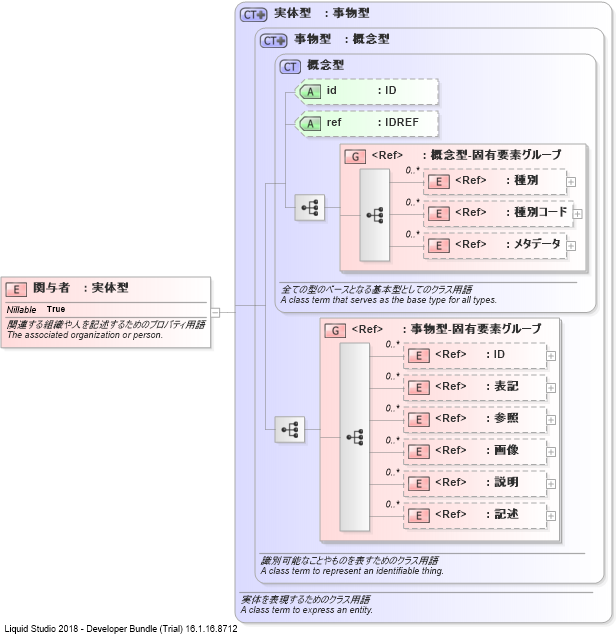 CT 実体型 : 事物型
CT 事物型 : 概念型
CT 概念型
A id : ID
A ref : IDREF
G <Ref> : 概念型-固有要素グループ
0..*
E <Ref> : 種別
0..*
E <Ref> : 種別コード
0..*
E <Ref> : メタデータ
全ての型のベースとなる基本型としてのクラス用語
A class term that serves as the base type for all types.
E 関与者 : 実体型
Nillable True
関連する組織や人を記述するためのプロパティ用語
The associated organization or person.
G <Ref> : 事物型-固有要素グループ
0..*
E <Ref> : ID
0..*
E <Ref> : 表記
0..*
E <Ref> : 参照
0..*
E <Ref> : 画像
0..*
E <Ref> : 説明
0..*
E <Ref> : 記述
識別可能なことやものを表すためのクラス用語
A class term to represent an identifiable thing.
実体を表現するためのクラス用語
A class term to express an entity.
Liquid Studio 2018 - Developer Bundle (Trial) 16.1.16.8712